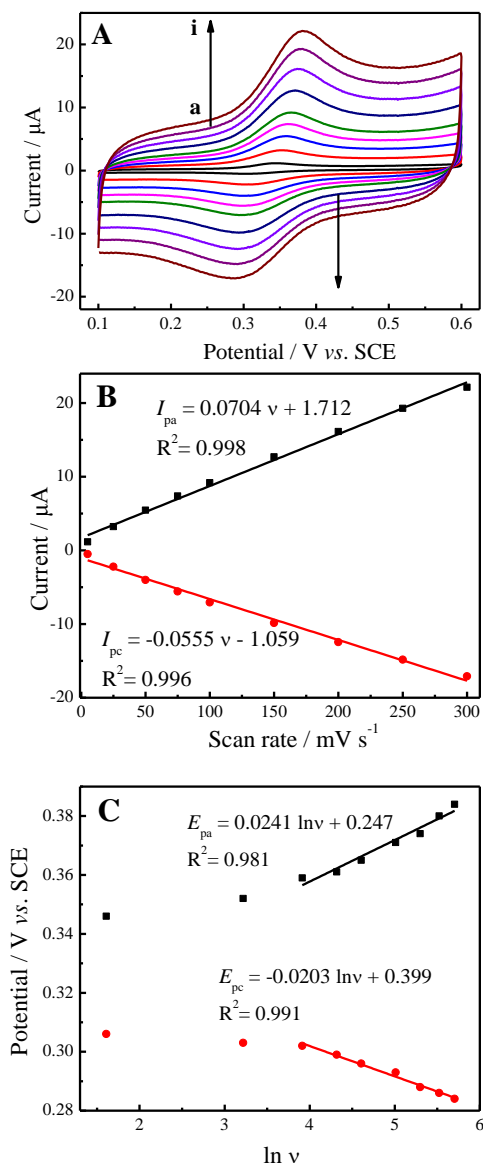 A
i
a
20
10
0
-10
-20
Current / μA
0.1 0.2 0.3 0.4 0.5 0.6
Potential / V vs. SCE
B
I_pa = 0.0704 ν + 1.712
R²= 0.998
20
10
0
-10
-20
Current / μA
I_pc = -0.0555 ν - 1.059
R²= 0.996
0 50 100 150 200 250 300
Scan rate / mV s⁻¹
C
E_pa = 0.0241 lnν + 0.247
R²= 0.981
0.38
0.36
0.34
0.32
0.30
0.28
Potential / V vs. SCE
E_pc = -0.0203 lnν + 0.399
R²= 0.991
2 3 4 5 6
ln ν